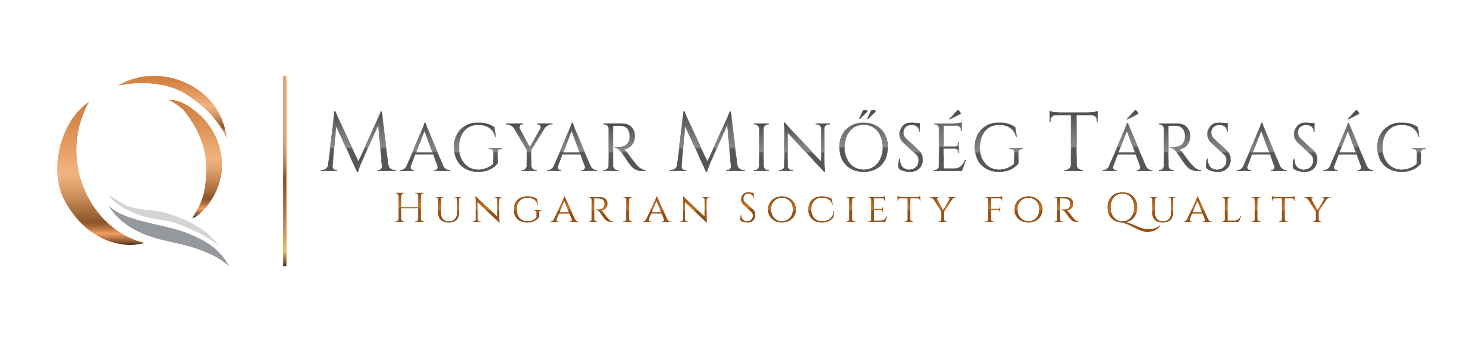 Magyar Minőség Társaság
Hungarian Society for Quality